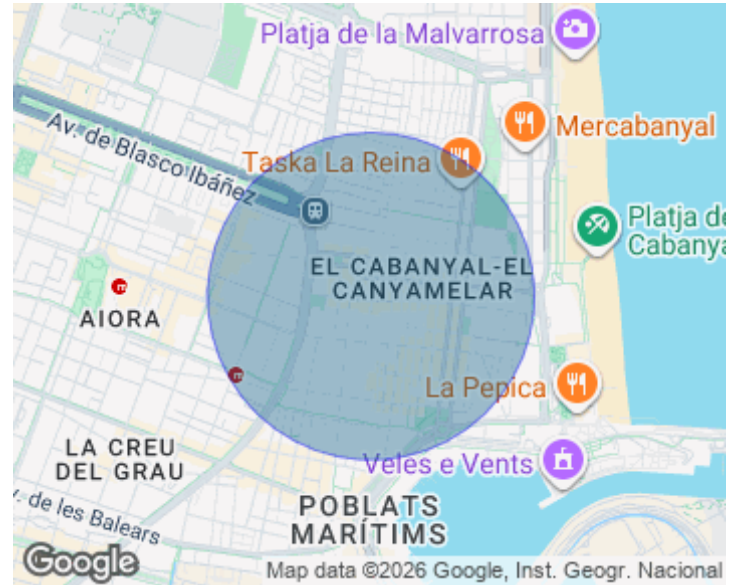 Platja de la Malvarrosa
Mercabanyal
Av. de Blasco Ibáñez
Taska La Reina
Platja de
Cabanya
EL CABANYAL-EL
CANYAMELAR
AIORA
La Pepica
LA CREU
DEL GRAU
Veles e Vents
POBLATS
MARÍTIMS
v. de les Balears
Google
Map data ©2026 Google, Inst. Geogr. Nacional